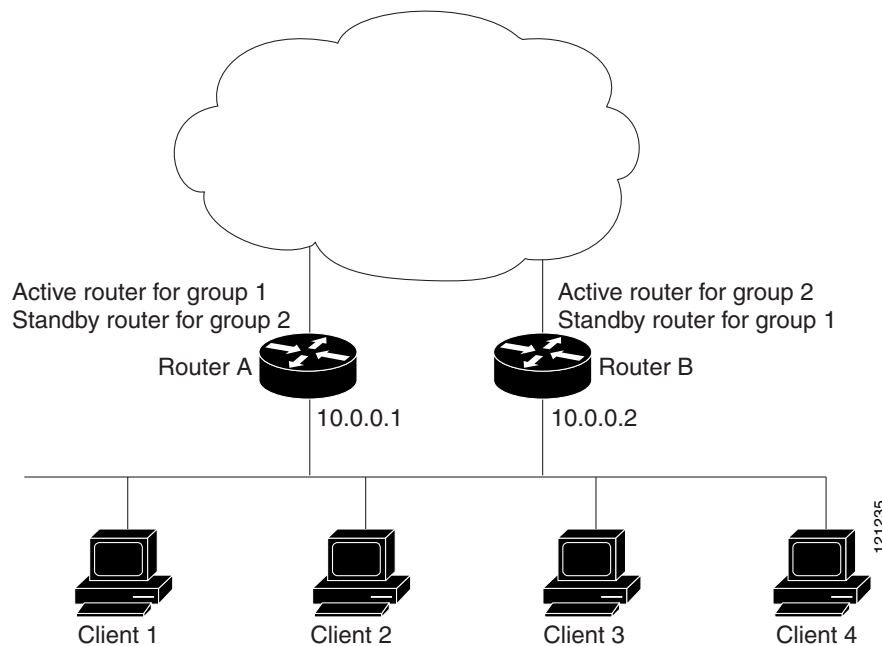 Active router for group 1
Standby router for group 2
Router A
10.0.0.1
Active router for group 2
Standby router for group 1
Router B
10.0.0.2
Client 1
Client 2
Client 3
Client 4
121235